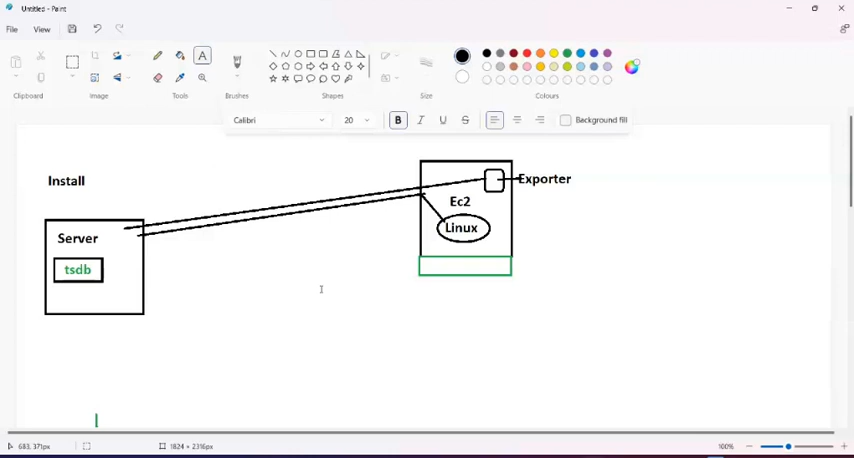 Untitled - Paint
File View
Clipboard
Image
Tools
Brushes
Shapes
Size
Colours
Calibri 20 B I U S Background fill
Install
Exporter
Ec2
Linux
Server
tsdb
683, 371px
1824 × 2316px
100%